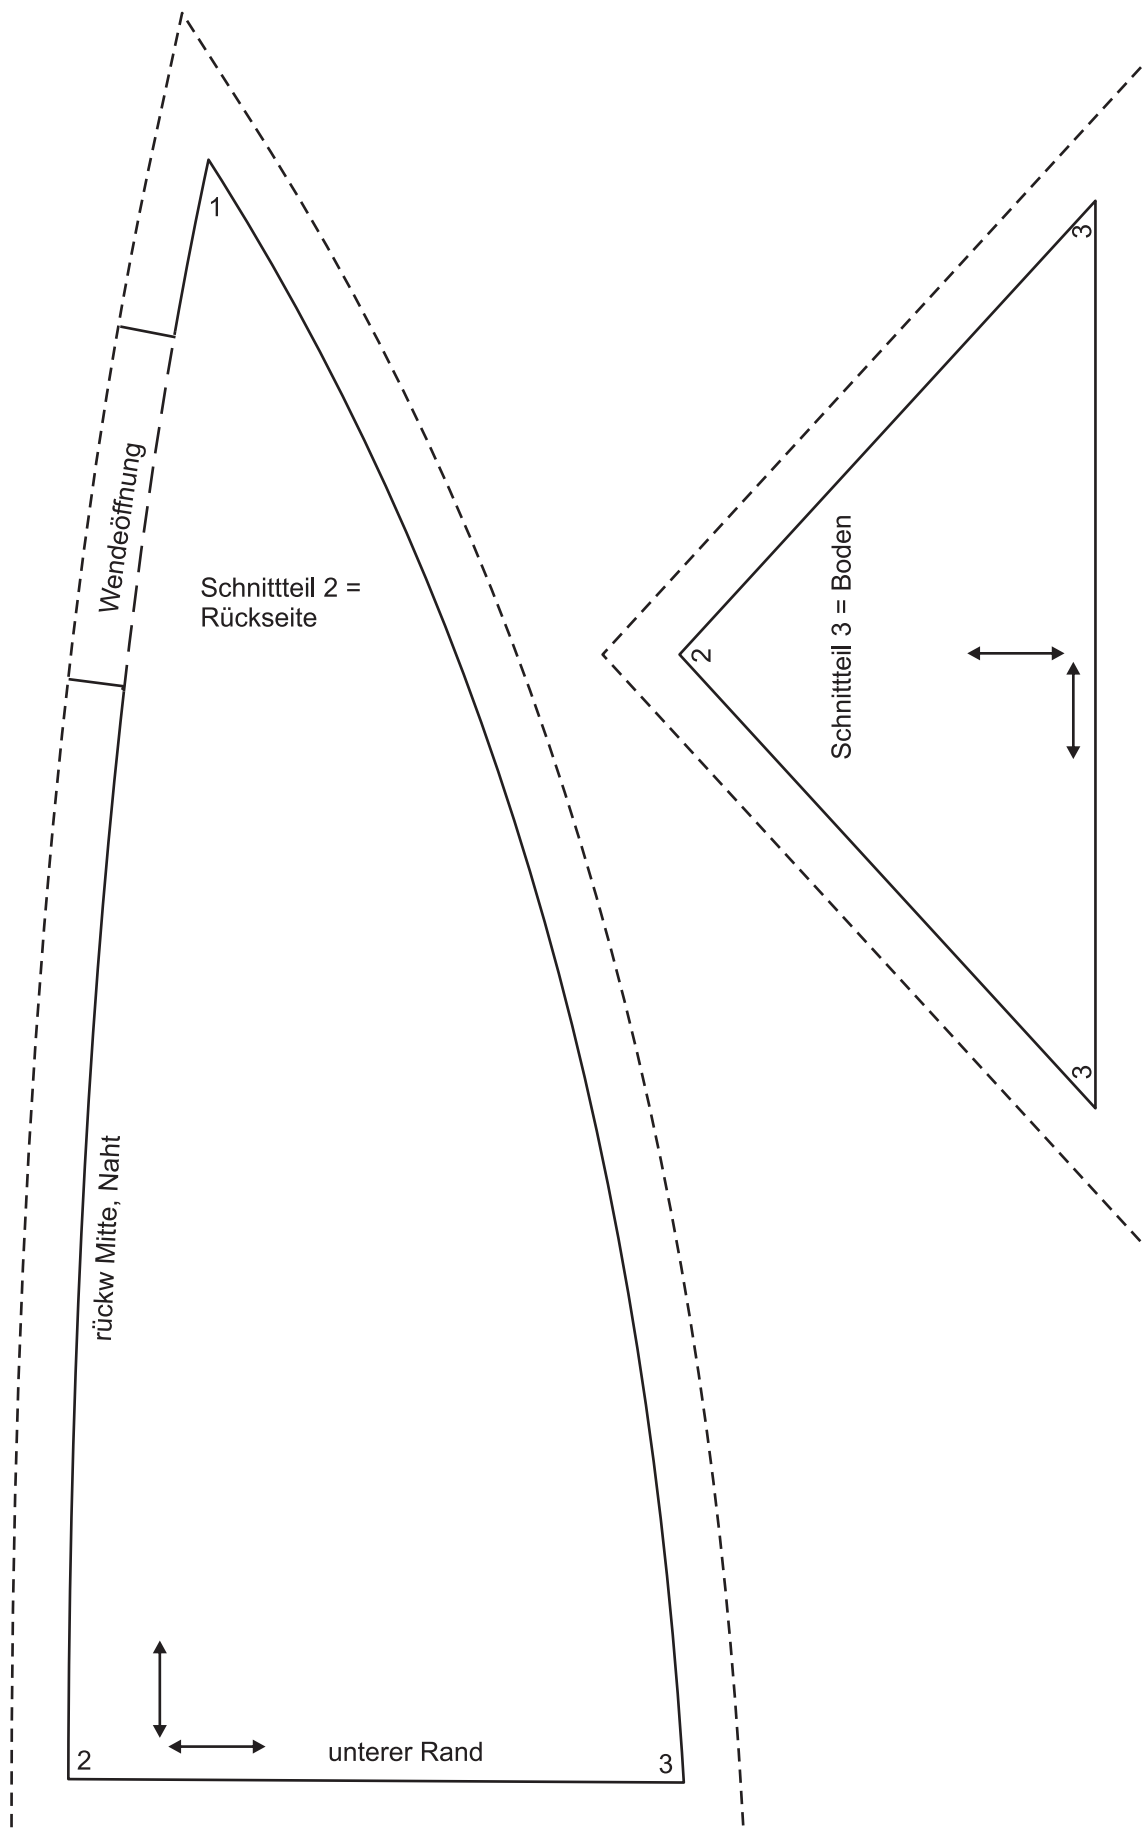 1
Wendeöffnung
Schnittteil 2 =
Rückseite
rückw Mitte, Naht
2
unterer Rand
3
3
2
Schnittteil 3 = Boden
3